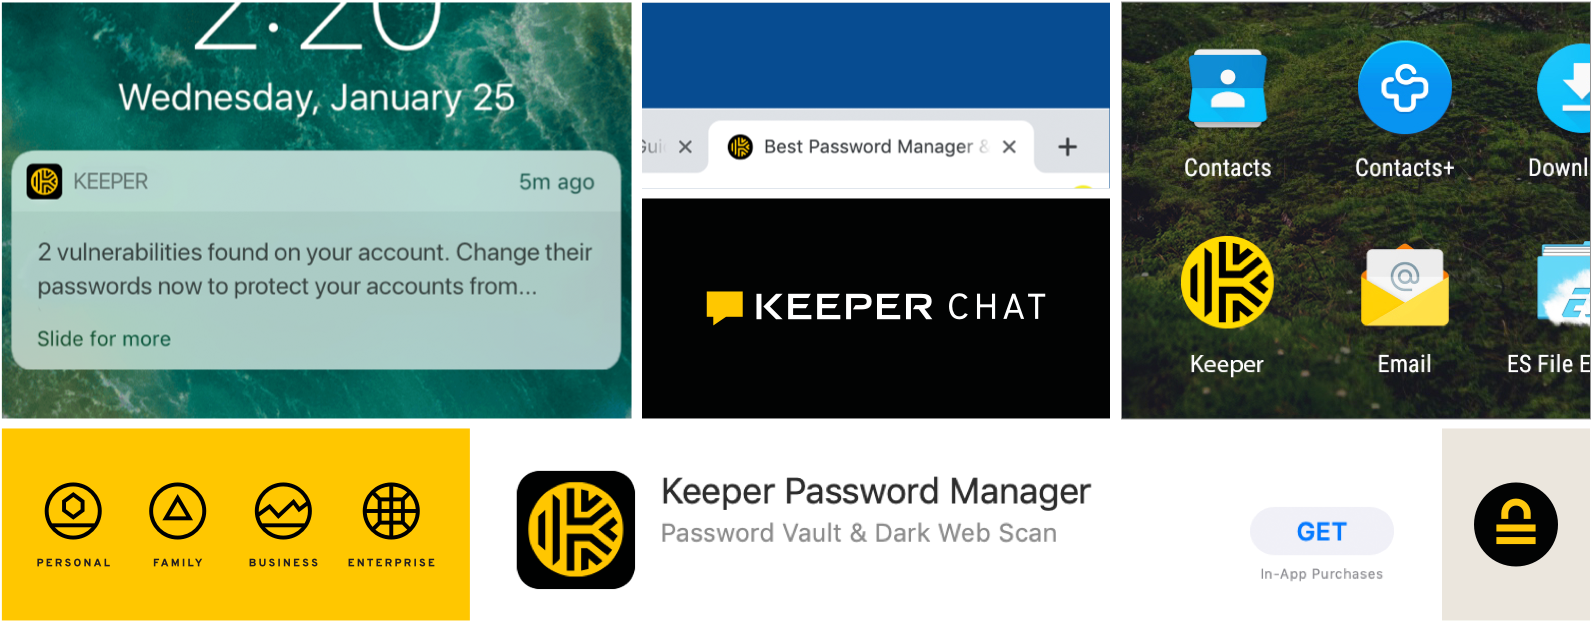 2:20
Wednesday, January 25
KEEPER
5m ago
2 vulnerabilities found on your account. Change their
passwords now to protect your accounts from...
Slide for more
Best Password Manager &
KEEPER CHAT
Contacts
Contacts+
Downl
Keeper
Email
ES File E
PERSONAL
FAMILY
BUSINESS
ENTERPRISE
Keeper Password Manager
Password Vault & Dark Web Scan
GET
In-App Purchases